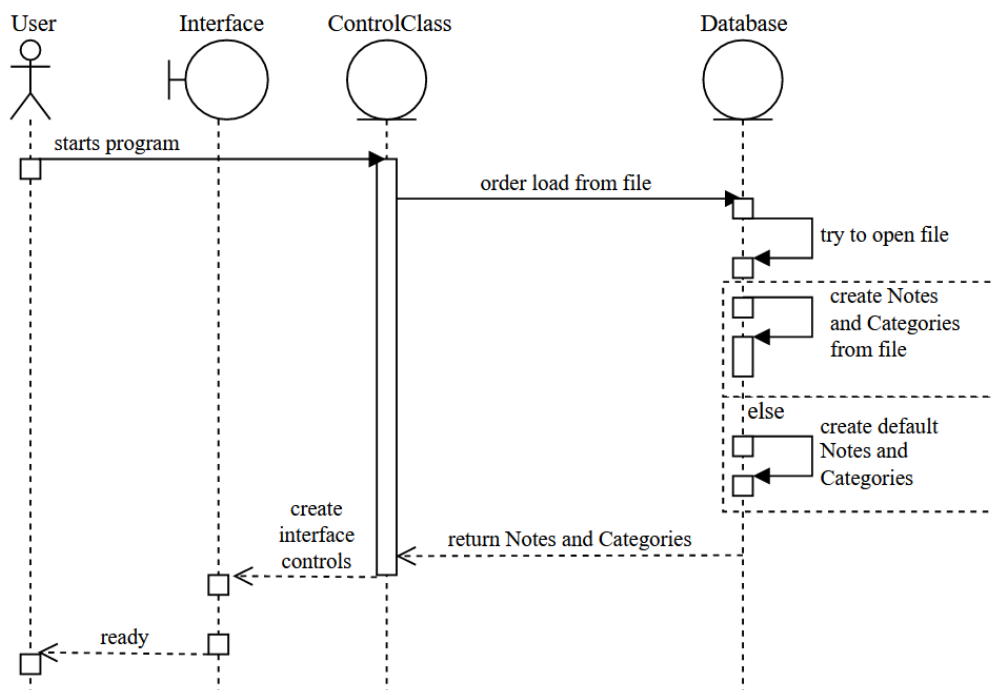 User
Interface
ControlClass
Database
starts program
order load from file
try to open file
create Notes
and Categories
from file
else
create default
Notes and
Categories
create
interface
controls
return Notes and Categories
ready